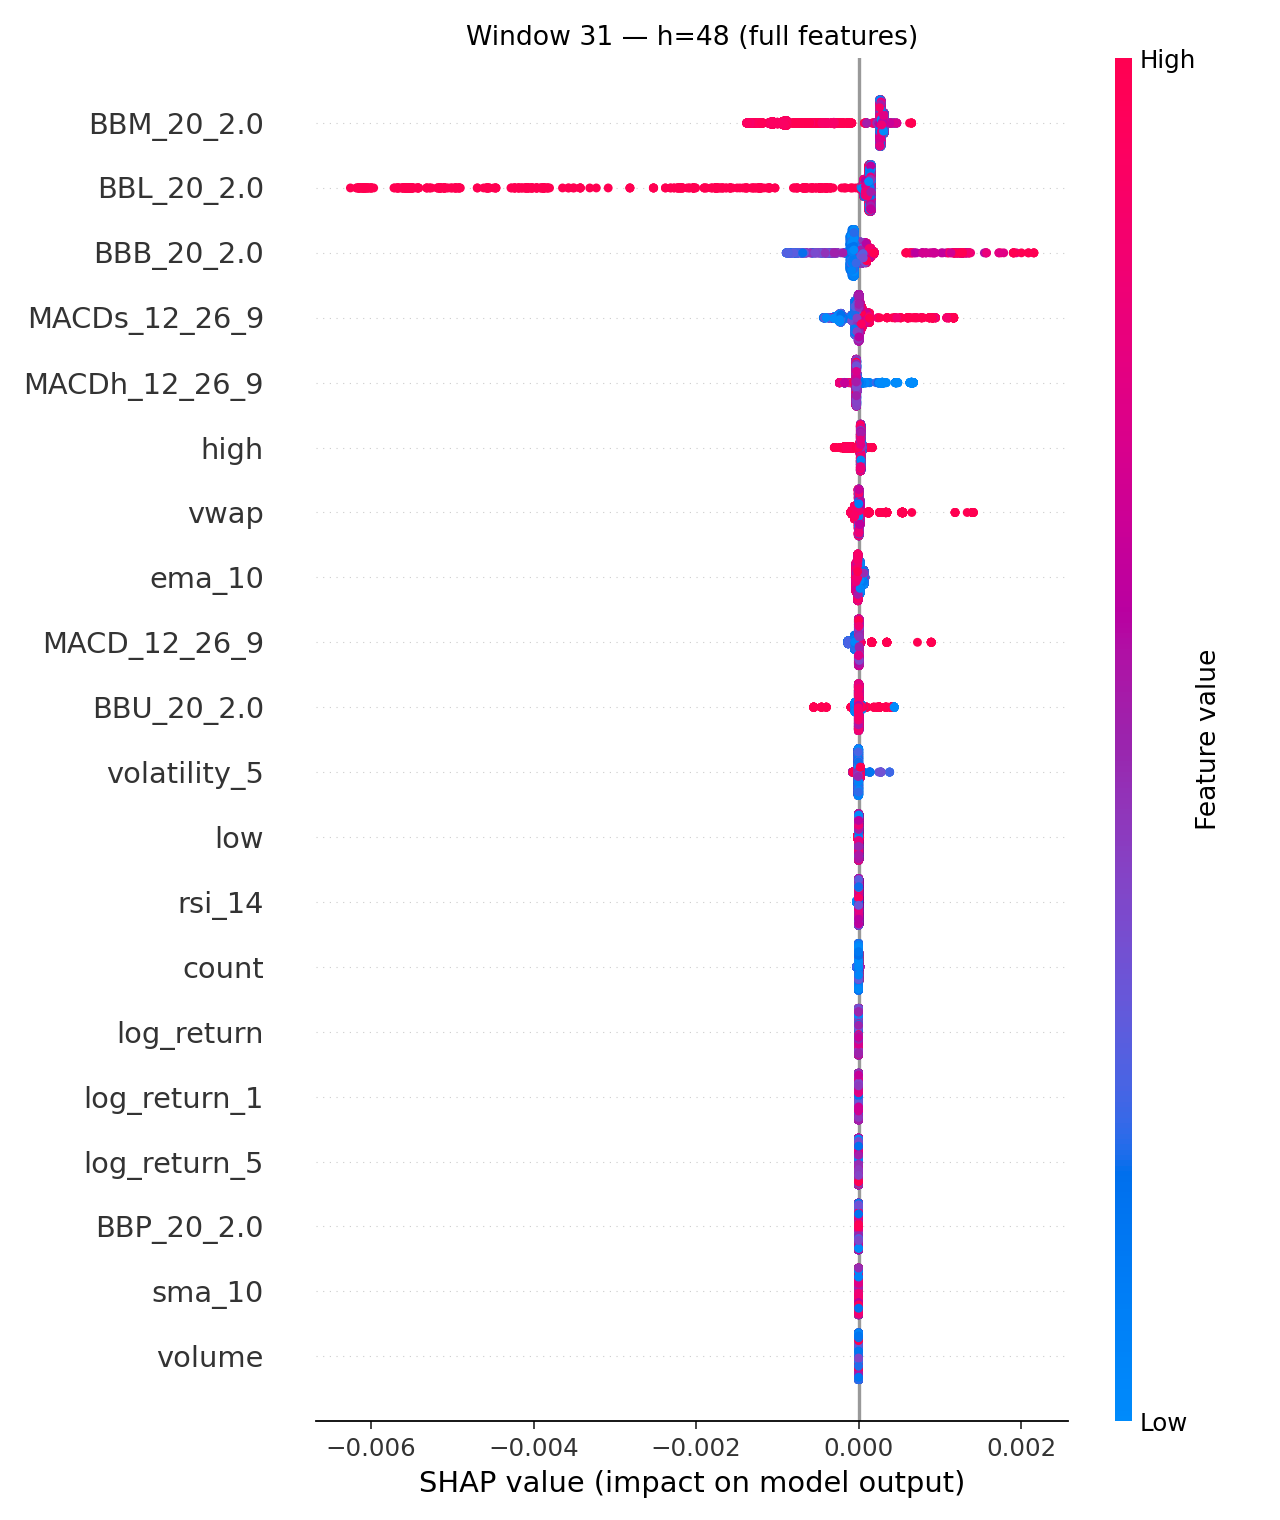 Window 31 — h=48 (full features)
High
BBM_20_2.0
BBL_20_2.0
BBB_20_2.0
MACDs_12_26_9
MACDh_12_26_9
high
vwap
ema_10
MACD_12_26_9
BBU_20_2.0
volatility_5
low
rsi_14
count
log_return
log_return_1
log_return_5
BBP_20_2.0
sma_10
volume
Feature value
Low
−0.006 −0.004 −0.002 0.000 0.002
SHAP value (impact on model output)